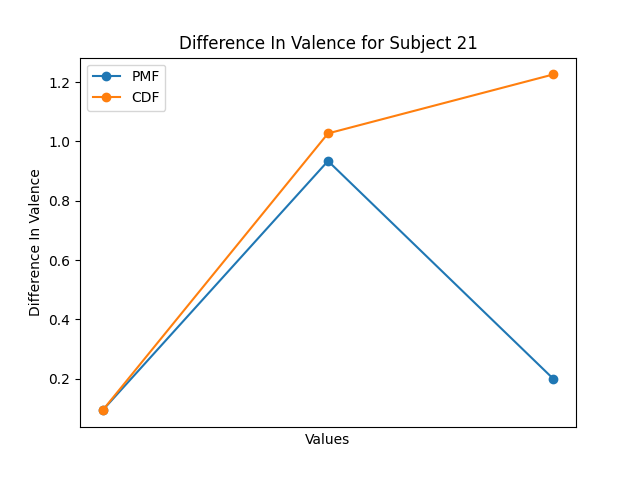 Difference In Valence for Subject 21
PMF
CDF
1.2
1.0
0.8
0.6
0.4
0.2
Difference In Valence
Values